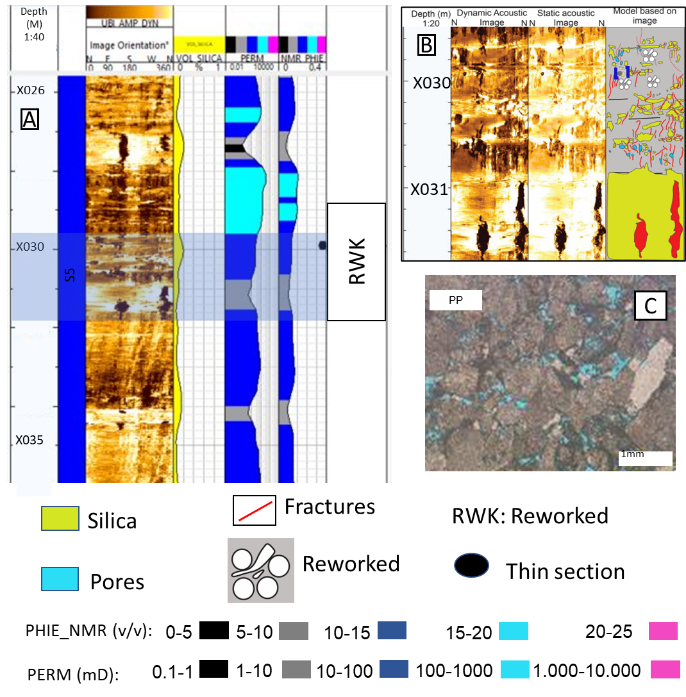 Depth
(M)
1:40
UBI_AMP_DYN
Image Orientation°
N E S W N
0 90 180 360
VOL_SILICA
VOL SILICA
0 % 1
PERM
0.01 10000
NMR PHIE
0 0.4
Depth (m)
1:20
Dynamic Acoustic
N Image N
Static acoustic
Image N
Model based on
image
A
B
X026
X030
X035
S5
RWK
X030
X031
PP
C
1mm
Silica
Fractures
RWK: Reworked
Pores
Reworked
Thin section
PHIE_NMR (v/v): 0-5 5-10 10-15 15-20 20-25
PERM (mD): 0.1-1 1-10 10-100 100-1000 1.000-10.000